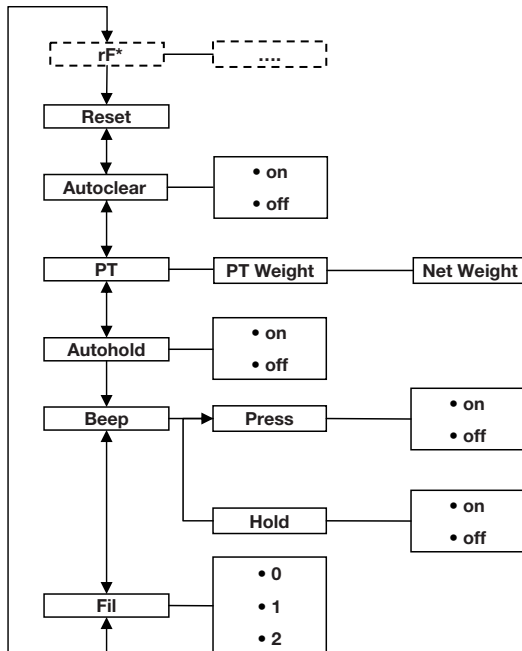 rF*
....
Reset
Autoclear
• on
• off
PT
PT Weight
Net Weight
Autohold
• on
• off
Beep
Press
• on
• off
Hold
• on
• off
Fil
• 0
• 1
• 2